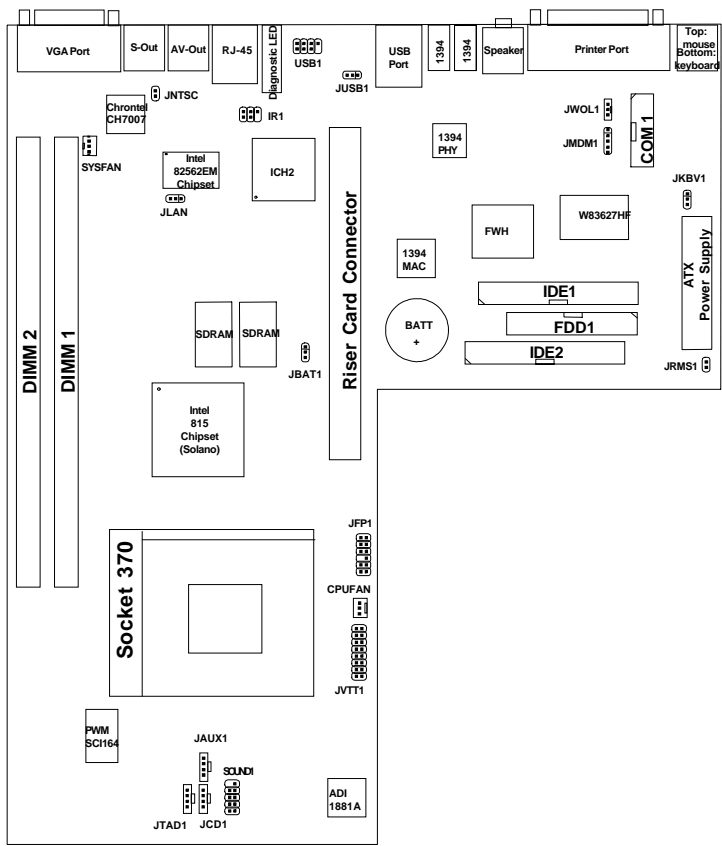 VGA Port
S-Out
AV-Out
RJ-45
Diagnostic LED
USB1
USB
Port
1394
1394
Speaker
Printer Port
Top:
mouse
Bottom:
keyboard
JNTSC
JUSB1
Chrontel
CH7007
IR1
SYSFAN
Intel
82562EM
Chipset
ICH2
JLAN
1394
PHY
JWOL1
JMDM1
COM 1
JKBV1
FWH
W83627HF
1394
MAC
ATX
Power Supply
Riser Card Connector
IDE1
FDD1
IDE2
BATT
+
JRMS1
DIMM 2
DIMM 1
SDRAM
SDRAM
JBAT1
Intel
815
Chipset
(Solano)
JFP1
Socket 370
CPUFAN
JVTT1
PWM
SCI164
JAUX1
SOUND1
JTAD1
JCD1
ADI
1881A